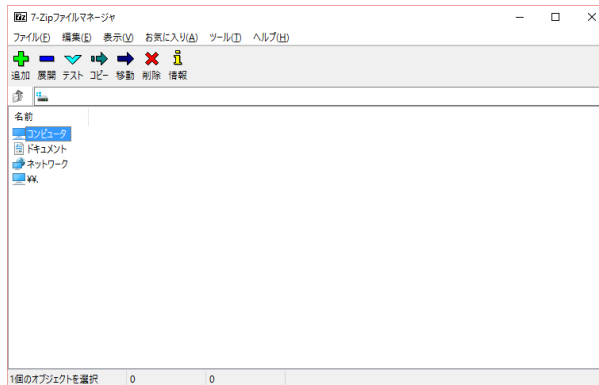 7z 7-Zipファイルマネージャ
ファイル(F) 編集(E) 表示(V) お気に入り(A) ツール(T) ヘルプ(H)
追加 展開 テスト コピー 移動 削除 情報
名前
コンピュータ
ドキュメント
ネットワーク
\\.
1個のオブジェクトを選択 0 0